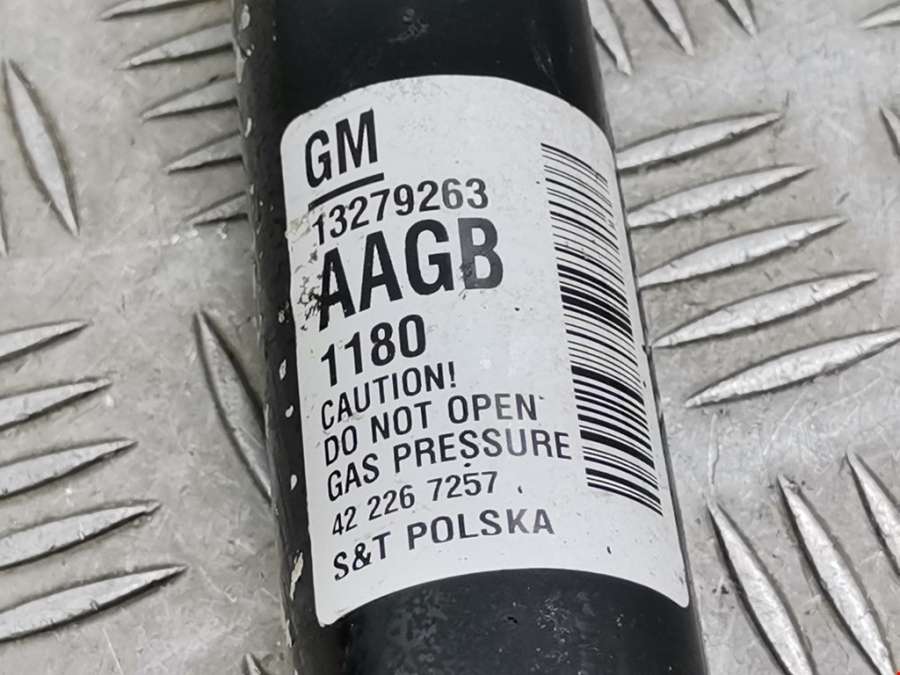 GM
13279263
AAGB
1180
CAUTION!
DO NOT OPEN
GAS PRESSURE
42 226 7257
S&T POLSKA